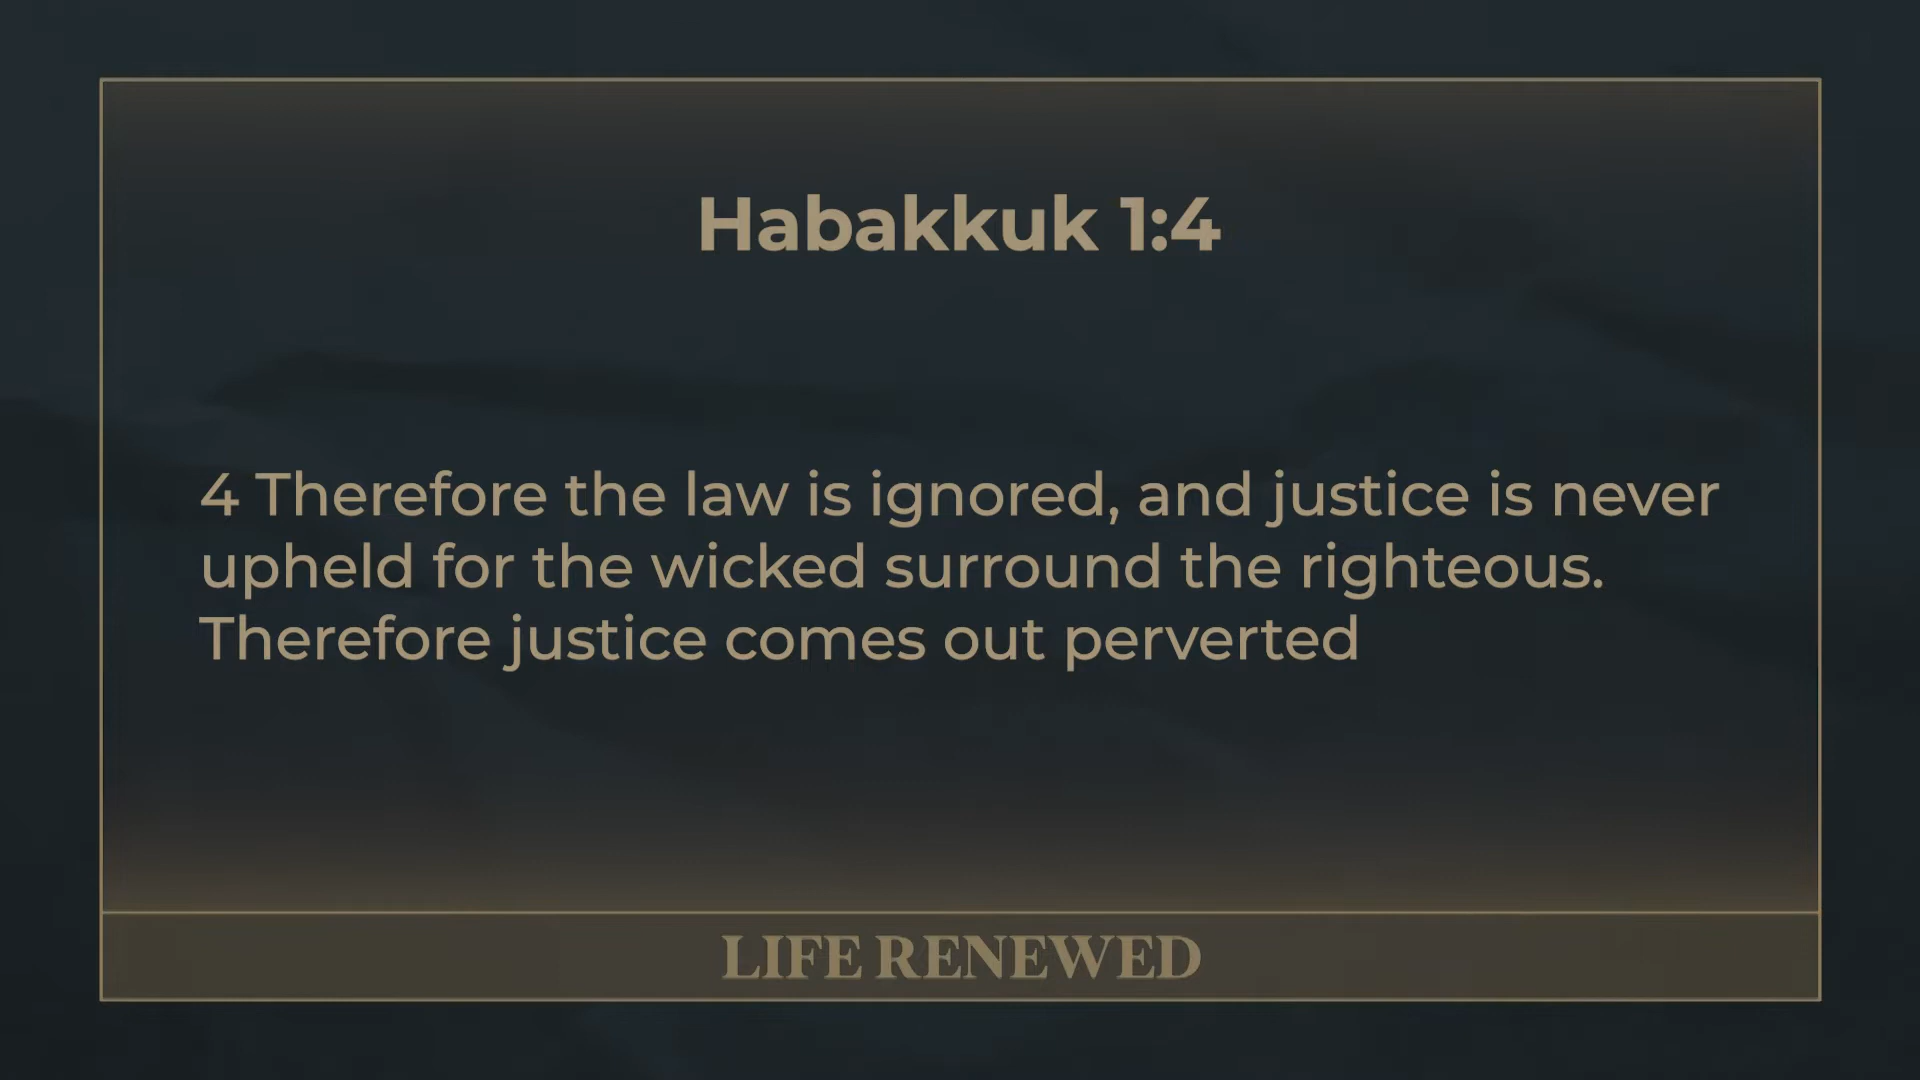 Habakkuk 1:4
4 Therefore the law is ignored, and justice is never
upheld for the wicked surround the righteous.
Therefore justice comes out perverted
LIFE RENEWED